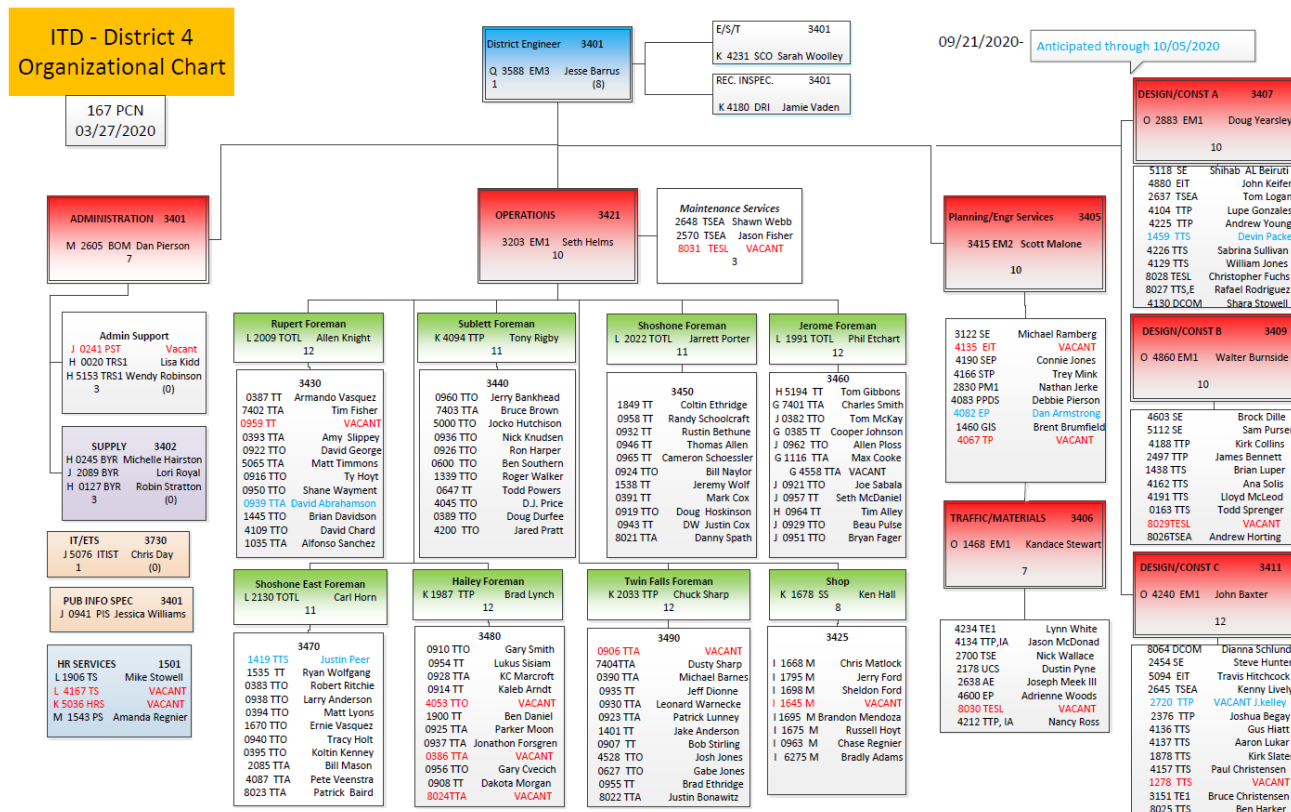 ITD - District 4
Organizational Chart
167 PCN
03/27/2020
District Engineer 3401
Q 3588 EM3 Jesse Barrus
1 (8)
E/S/T 3401
K 4231 SCO Sarah Woolley
REC. INSPEC. 3401
K 4180 DRI Jamie Vaden
09/21/2020-
Anticipated through 10/05/2020
ADMINISTRATION 3401
M 2605 BOM Dan Pierson
7
OPERATIONS 3421
3203 EM1 Seth Helms
10
Maintenance Services
2648 TSEA Shawn Webb
2570 TSEA Jason Fisher
8031 TESL VACANT
3
Planning/Engr Services 3405
3415 EM2 Scott Malone
10
DESIGN/CONST A 3407
O 2883 EM1 Doug Yearsley
10
5118 SE Shihab AL Beiruti
4880 EIT John Keifer
2637 TSEA Tom Logan
4104 TTP Lupe Gonzales
4225 TTP Andrew Young
1459 TTS Devin Packe
4226 TTS Sabrina Sullivan
4129 TTS William Jones
8028 TESL Christopher Fuchs
8027 TTS,E Rafael Rodriguez
4130 DCOM Shara Stowell
Admin Support
J 0241 PST Vacant
H 0020 TRS1 Lisa Kidd
H 5153 TRS1 Wendy Robinson
3 (0)
SUPPLY 3402
H 0245 BYR Michelle Hairston
J 2089 BYR Lori Royal
H 0127 BYR Robin Stratton
3 (0)
IT/ETS 3730
J 5076 ITIST Chris Day
1 (0)
PUB INFO SPEC 3401
J 0941 PIS Jessica Williams
HR SERVICES 1501
L 1906 TS Mike Stowell
L 4167 TS VACANT
K 5036 HRS VACANT
M 1543 PS Amanda Regnier
Rupert Foreman
L 2009 TOTL Allen Knight
12
3430
0387 TT Armando Vasquez
7402 TTA Tim Fisher
0959 TT VACANT
0393 TTA Amy Slippey
0922 TTO David George
5065 TTA Matt Timmons
0916 TTO Ty Hoyt
0950 TTO Shane Wayment
0939 TTA David Abrahamson
1445 TTO Brian Davidson
4109 TTO David Chard
1035 TTA Alfonso Sanchez
Sublett Foreman
K 4094 TTP Tony Rigby
11
3440
0960 TTO Jerry Bankhead
7403 TTA Bruce Brown
5000 TTO Jocko Hutchison
0936 TTO Nick Knudsen
0926 TTO Ron Harper
0600 TTO Ben Southern
1339 TTO Roger Walker
0647 TT Todd Powers
4045 TTO D.J. Price
0389 TTO Doug Durfee
4200 TTO Jared Pratt
Shoshone Foreman
L 2022 TOTL Jarrett Porter
11
3450
1849 TT Coltin Ethridge
0958 TT Randy Schoolcraft
0932 TT Rustin Bethune
0946 TT Thomas Allen
0965 TT Cameron Schoessler
0924 TTO Bill Naylor
1538 TT Jeremy Wolf
0391 TT Mark Cox
0919 TTO Doug Hoskinson
0943 TT DW Justin Cox
8021 TTA Danny Spath
Jerome Foreman
L 1991 TOTL Phil Etchart
12
3460
H 5194 TT Tom Gibbons
G 7401 TTA Charles Smith
J 0382 TTO Tom McKay
G 0385 TT Cooper Johnson
J 0962 TTO Allen Ploss
G 1116 TTA Max Cooke
G 4558 TTA VACANT
J 0921 TTO Joe Sabala
J 0957 TT Seth McDaniel
H 0964 TT Tim Alley
J 0929 TTO Beau Pulse
J 0951 TTO Bryan Fager
3122 SE Michael Ramberg
4135 EIT VACANT
4190 SEP Connie Jones
4166 STP Trey Mink
2830 PM1 Nathan Jerke
4083 PPDS Debbie Pierson
4082 EP Dan Armstrong
1460 GIS Brent Brumfield
4067 TP VACANT
TRAFFIC/MATERIALS 3406
O 1468 EM1 Kandace Stewart
7
4234 TE1 Lynn White
4134 TTP,IA Jason McDonad
2700 TSE Nick Wallace
2178 UCS Dustin Pyne
2638 AE Joseph Meek III
4600 EP Adrienne Woods
8030 TESL VACANT
4212 TTP, IA Nancy Ross
DESIGN/CONST B 3409
O 4860 EM1 Walter Burnside
10
4603 SE Brock Dille
5112 SE Sam Purse
4188 TTP Kirk Collins
2497 TTP James Bennett
1438 TTS Brian Luper
4162 TTS Ana Solis
4191 TTS Lloyd McLeod
0163 TTS Todd Sprenger
8029TESL VACANT
8026TSEA Andrew Horting
DESIGN/CONST C 3411
O 4240 EM1 John Baxter
12
8064 DCOM Dianna Schlund
2454 SE Steve Hunter
5094 EIT Travis Hitchcock
2645 TSEA Kenny Lively
2720 TTP VACANT J.kelley
2376 TTP Joshua Begay
4136 TTS Gus Hiatt
4137 TTS Aaron Lukar
1878 TTS Kirk Slate
4157 TTS Paul Christensen
1278 TTS VACANT
3151 TE1 Bruce Christensen
8025 TTS Ben Harker
Shoshone East Foreman
L 2130 TOTL Carl Horn
11
3470
1419 TTS Justin Peer
1535 TT Ryan Wolfgang
0383 TTO Robert Ritchie
0938 TTO Larry Anderson
0394 TTO Matt Lyons
1670 TTO Ernie Vasquez
0940 TTO Tracy Holt
0395 TTO Koltin Kenney
2085 TTA Bill Mason
4087 TTA Pete Veenstra
8023 TTA Patrick Baird
Hailey Foreman
K 1987 TTP Brad Lynch
12
3480
0910 TTO Gary Smith
0954 TT Lukus Sisiam
0928 TTA KC Marcroft
0914 TT Kaleb Arndt
4053 TTO VACANT
1900 TT Ben Daniel
0925 TTA Parker Moon
0937 TTA Jonathon Forsgren
0386 TTA VACANT
0956 TTO Gary Cvecich
0908 TT Dakota Morgan
8024TTA VACANT
Twin Falls Foreman
K 2033 TTP Chuck Sharp
12
3490
0906 TTA VACANT
7404TTA Dusty Sharp
0390 TTA Michael Barnes
0935 TT Jeff Dionne
0930 TTA Leonard Warnecke
0923 TTA Patrick Lunney
1401 TT Jake Anderson
0907 TT Bob Stirling
4528 TTO Josh Jones
0627 TTO Gabe Jones
0955 TT Brad Ethridge
8022 TTA Justin Bonawitz
Shop
K 1678 SS Ken Hall
8
3425
I 1668 M Chris Matlock
I 1795 M Jerry Ford
I 1698 M Sheldon Ford
I 1645 M VACANT
I 1695 M Brandon Mendoza
I 1675 M Russell Hoyt
I 0963 M Chase Regnier
I 6275 M Bradly Adams